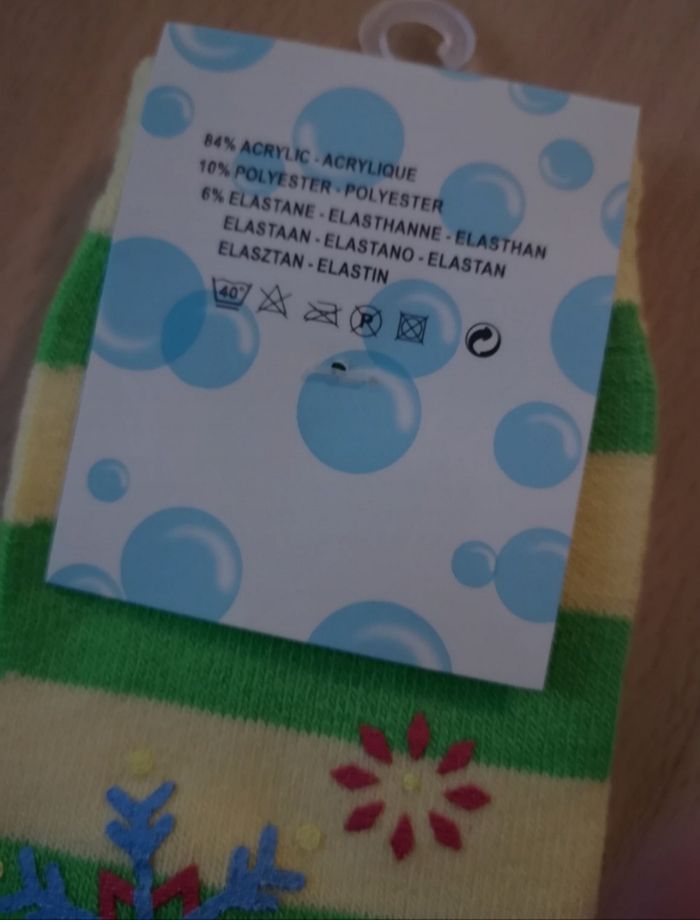 84% ACRYLIC - ACRYLIQUE
10% POLYESTER - POLYESTER
6% ELASTANE - ELASTHANNE - ELASTHAN
ELASTAAN - ELASTANO - ELASTAN
ELASZTAN - ELASTIN
40° P